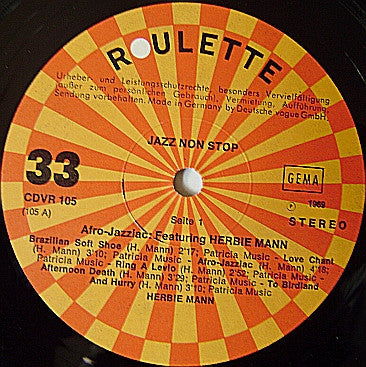 ROULETTE
Urheber- und Leistungsschutzrechte, besonders Vervielfältigung
(außer zum persönlichen Gebrauch), Vermietung, Aufführung,
Sendung vorbehalten. Made in Germany by Deutsche vogue GmbH.
JAZZ NON STOP
33
CDVR 105
(105 A)
GEMA
Seite 1
℗ 1969
STEREO
Afro-Jazziac: Featuring HERBIE MANN
Brazilian Soft Shoe (H. Mann) 2'17; Patricia Music - Love Chant
(H. Mann) 3'10; Patricia Music - Afro-Jazziac (H. Mann) 4'18;
Patricia Music - Ring A Levio (H. Mann) 2'52; Patricia Music -
Afternoon Death (H. Mann) 3'29; Patricia Music - To Birdland
And Hurry (H. Mann) 3'10; Patricia Music
HERBIE MANN